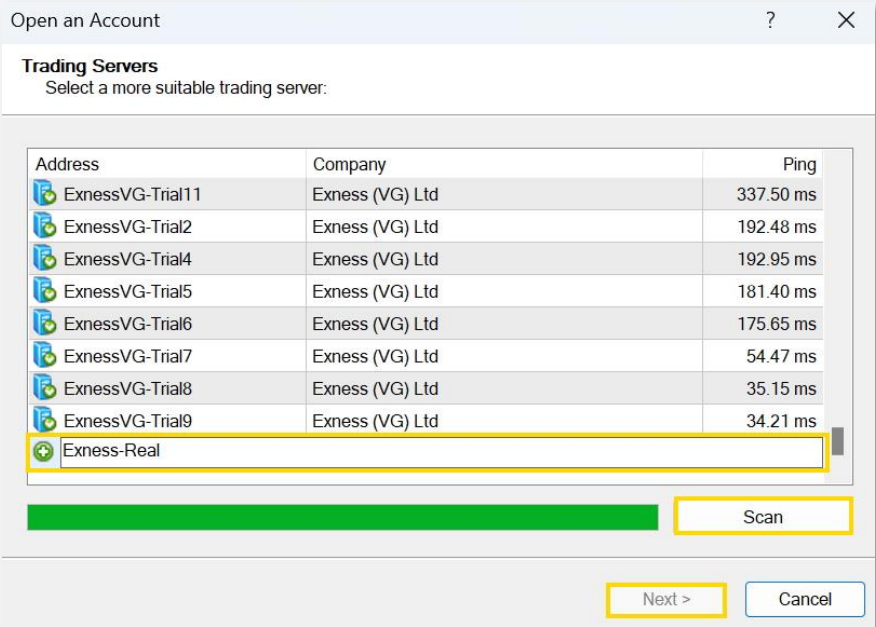 Open an Account ?
Trading Servers
Select a more suitable trading server:
Address Company Ping
ExnessVG-Trial11 Exness (VG) Ltd 337.50 ms
ExnessVG-Trial2 Exness (VG) Ltd 192.48 ms
ExnessVG-Trial4 Exness (VG) Ltd 192.95 ms
ExnessVG-Trial5 Exness (VG) Ltd 181.40 ms
ExnessVG-Trial6 Exness (VG) Ltd 175.65 ms
ExnessVG-Trial7 Exness (VG) Ltd 54.47 ms
ExnessVG-Trial8 Exness (VG) Ltd 35.15 ms
ExnessVG-Trial9 Exness (VG) Ltd 34.21 ms
Exness-Real
Scan
Next > Cancel